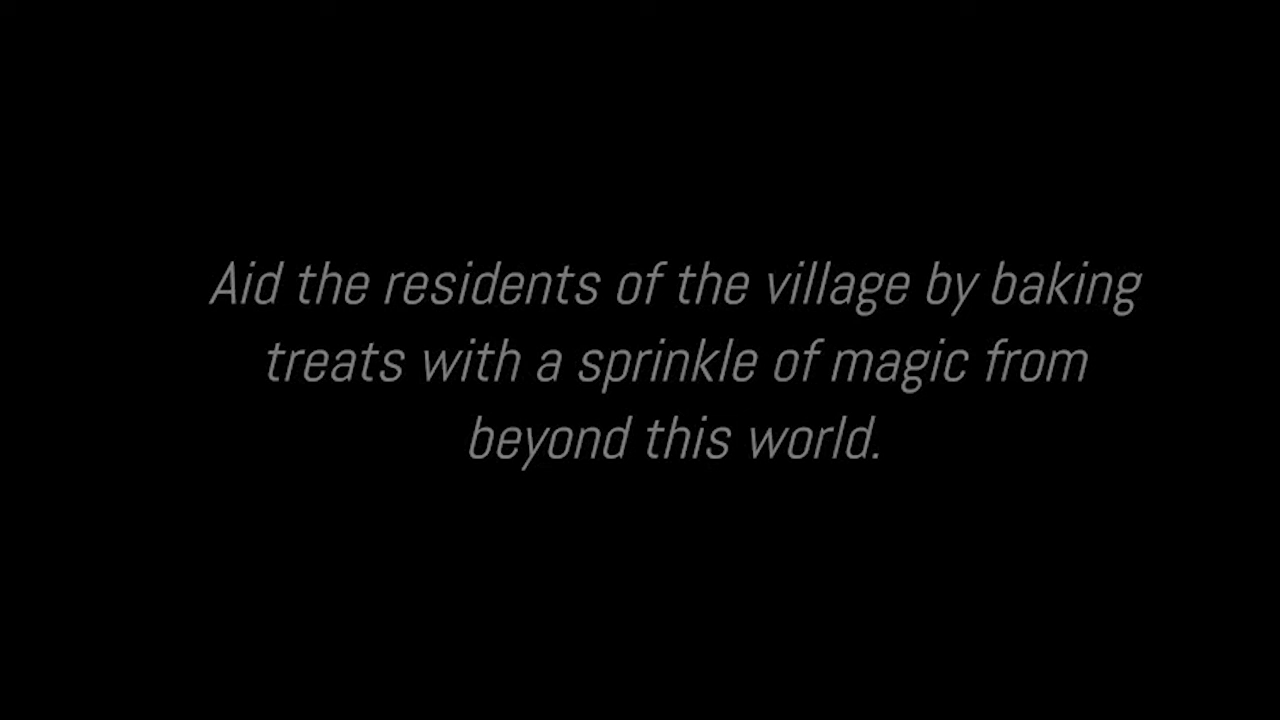 Aid the residents of the village by baking
treats with a sprinkle of magic from
beyond this world.